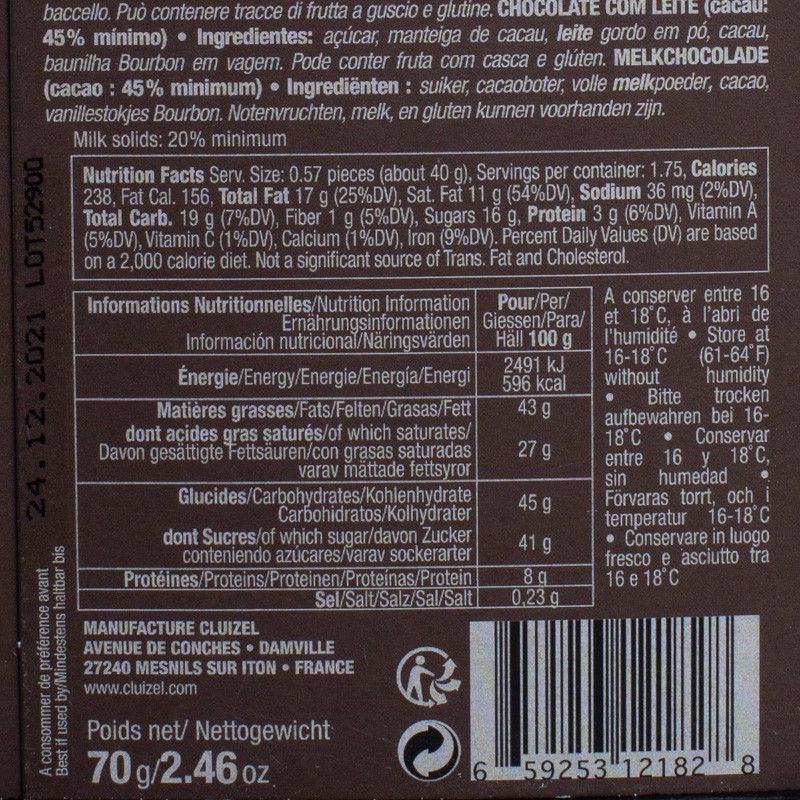 baccello. Può contenere tracce di frutta a guscio e glutine. CHOCOLATE COM LEITE (cacau:
45% mínimo) • Ingredientes: açúcar, manteiga de cacau, leite gordo em pó, cacau,
baunilha Bourbon em vagem. Pode conter fruta com casca e glúten. MELKCHOCOLADE
(cacao : 45% minimum) • Ingrediënten : suiker, cacaoboter, volle melkpoeder, cacao,
vanillestokjes Bourbon. Notenvruchten, melk, en gluten kunnen voorhanden zijn.
Milk solids: 20% minimum
Nutrition Facts Serv. Size: 0.57 pieces (about 40 g), Servings per container: 1.75, Calories
238, Fat Cal. 156, Total Fat 17 g (25%DV), Sat. Fat 11 g (54%DV), Sodium 36 mg (2%DV),
Total Carb. 19 g (7%DV), Fiber 1 g (5%DV), Sugars 16 g, Protein 3 g (6%DV), Vitamin A
(5%DV), Vitamin C (1%DV), Calcium (1%DV), Iron (9%DV). Percent Daily Values (DV) are based
on a 2,000 calorie diet. Not a significant source of Trans. Fat and Cholesterol.
Informations Nutritionnelles/Nutrition Information
Ernährungsinformationen
Información nutricional/Näringsvärden
Pour/Per/
Giessen/Para/
Häll 100 g
Énergie/Energy/Energie/Energía/Energi
2491 kJ
596 kcal
Matières grasses/Fats/Felten/Grasas/Fett
43 g
dont acides gras saturés/of which saturates/
Davon gesättigte Fettsäuren/con grasas saturadas
varav mättade fettsyror
27 g
Glucides/Carbohydrates/Kohlenhydrate
Carbohidratos/Kolhydrater
45 g
dont Sucres/of which sugar/davon Zucker
conteniendo azúcares/varav sockerarter
41 g
Protéines/Proteins/Proteinen/Proteínas/Protein
8 g
Sel/Salt/Salz/Sal/Salt
0,23 g
A conserver entre 16
et 18°C, à l'abri de
l'humidité • Store at
16-18°C (61-64°F)
without humidity
• Bitte trocken
aufbewahren bei 16-
18°C • Conservar
entre 16 y 18°C,
sin humedad •
Förvaras torrt, och i
temperatur 16-18°C
• Conservare in luogo
fresco e asciutto tra
16 e 18°C
24.12.2021 LOT52900
A consommer de préférence avant
Best if used by/Mindestens haltbar bis
MANUFACTURE CLUIZEL
AVENUE DE CONCHES • DAMVILLE
27240 MESNILS SUR ITON • FRANCE
www.cluizel.com
Poids net/ Nettogewicht
70 g/2.46 oz
6 59253 12182 8